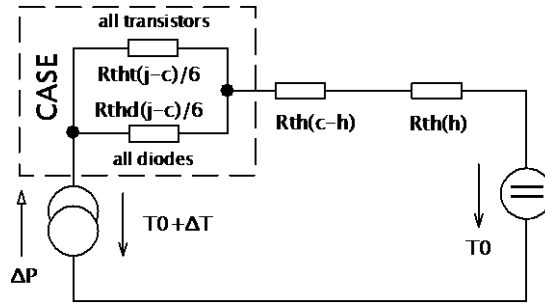 all transistors
CASE
Rtht(j-c)/6
Rthd(j-c)/6
all diodes
Rth(c-h)
Rth(h)
T0+ΔT
T0
ΔP